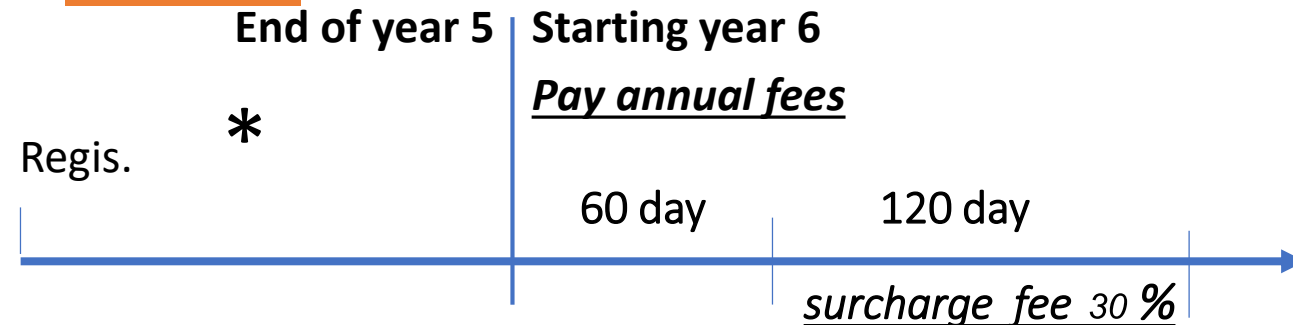 End of year 5 Starting year 6
Pay annual fees
*
Regis.
60 day 120 day
surcharge fee 30 %